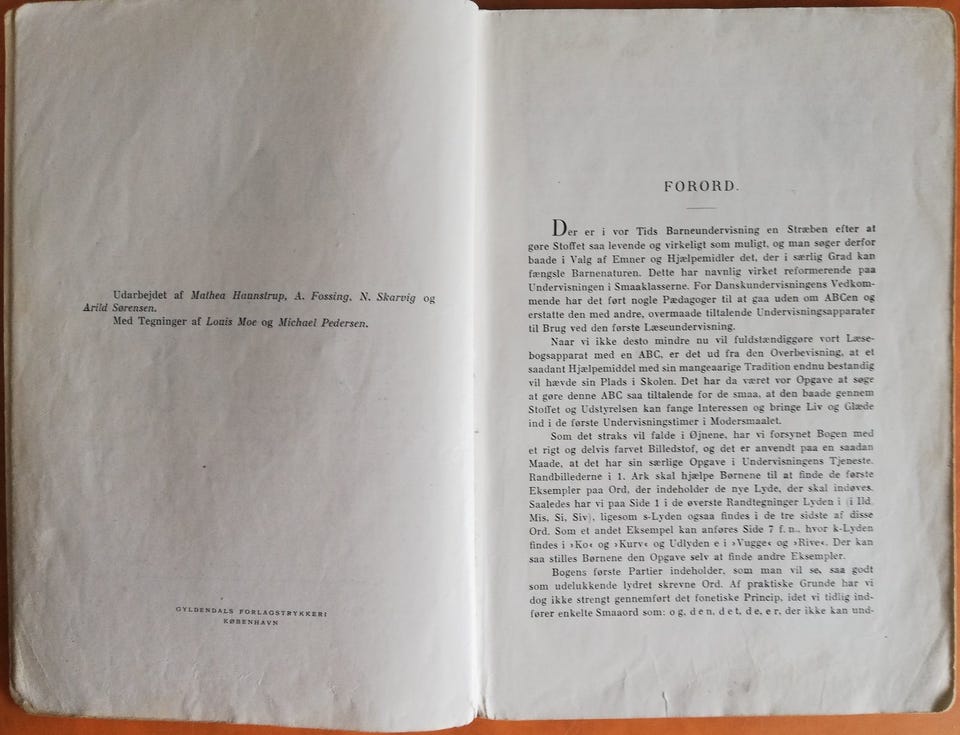 Udarbejdet af Mathea Haunstrup, A. Fossing, N. Skarvig og
Arild Sørensen.
Med Tegninger af Louis Moe og Michael Pedersen.
GYLDENDALS FORLAGSTRYKKERI
KØBENHAVN
FORORD.
Der er i vor Tids Barneundervisning en Stræben efter at
gøre Stoffet saa levende og virkeligt som muligt, og man søger derfor
baade i Valg af Emner og Hjælpemidler det, der i særlig Grad kan
fængsle Barnenaturen. Dette har navnlig virket reformerende paa
Undervisningen i Smaaklasserne. For Danskundervisningens Vedkom-
mende har det ført nogle Pædagoger til at gaa uden om ABCen og
erstatte den med andre, overmaade tiltalende Undervisningsapparater
til Brug ved den første Læseundervisning.
Naar vi ikke desto mindre nu vil fuldstændiggøre vort Læse-
bogsapparat med en ABC, er det ud fra den Overbevisning, at et
saadant Hjælpemiddel med sin mangeaarige Tradition endnu bestandig
vil hævde sin Plads i Skolen. Det har da været vor Opgave at søge
at gøre denne ABC saa tiltalende for de smaa, at den baade gennem
Stoffet og Udstyrelsen kan fange Interessen og bringe Liv og Glæde
ind i de første Undervisningstimer i Modersmaalet.
Som det straks vil falde i Øjnene, har vi forsynet Bogen med
et rigt og delvis farvet Billedstof, og det er anvendt paa en saadan
Maade, at det har sin særlige Opgave i Undervisningens Tjeneste.
Randbillederne i 1. Ark skal hjælpe Børnene til at finde de første
Eksempler paa Ord, der indeholder de nye Lyde, der skal indøves.
Saaledes har vi paa Side 1 i de øverste Randtegninger Lyden i (i Ild,
Mis, Si, Siv), ligesom s-Lyden ogsaa findes i de tre sidste af disse
Ord. Som et andet Eksempel kan anføres Side 7 f. n., hvor k-Lyden
findes i ›Ko‹ og ›Kurv‹ og Udlyden e i ›Vugge‹ og ›Rive‹. Der kan
saa stilles Børnene den Opgave selv at finde andre Eksempler.
Bogens første Partier indeholder, som man vil se, saa godt
som udelukkende lydret skrevne Ord. Af praktiske Grunde har vi
dog ikke strengt gennemført det fonetiske Princip, idet vi tidlig ind-
fører enkelte Smaaord som: og, den, det, de, er, der ikke kan und-